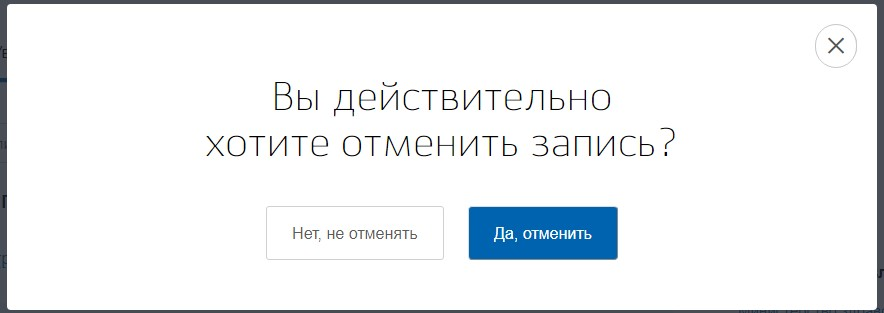 Вы действительно
хотите отменить запись?
Нет, не отменять
Да, отменить